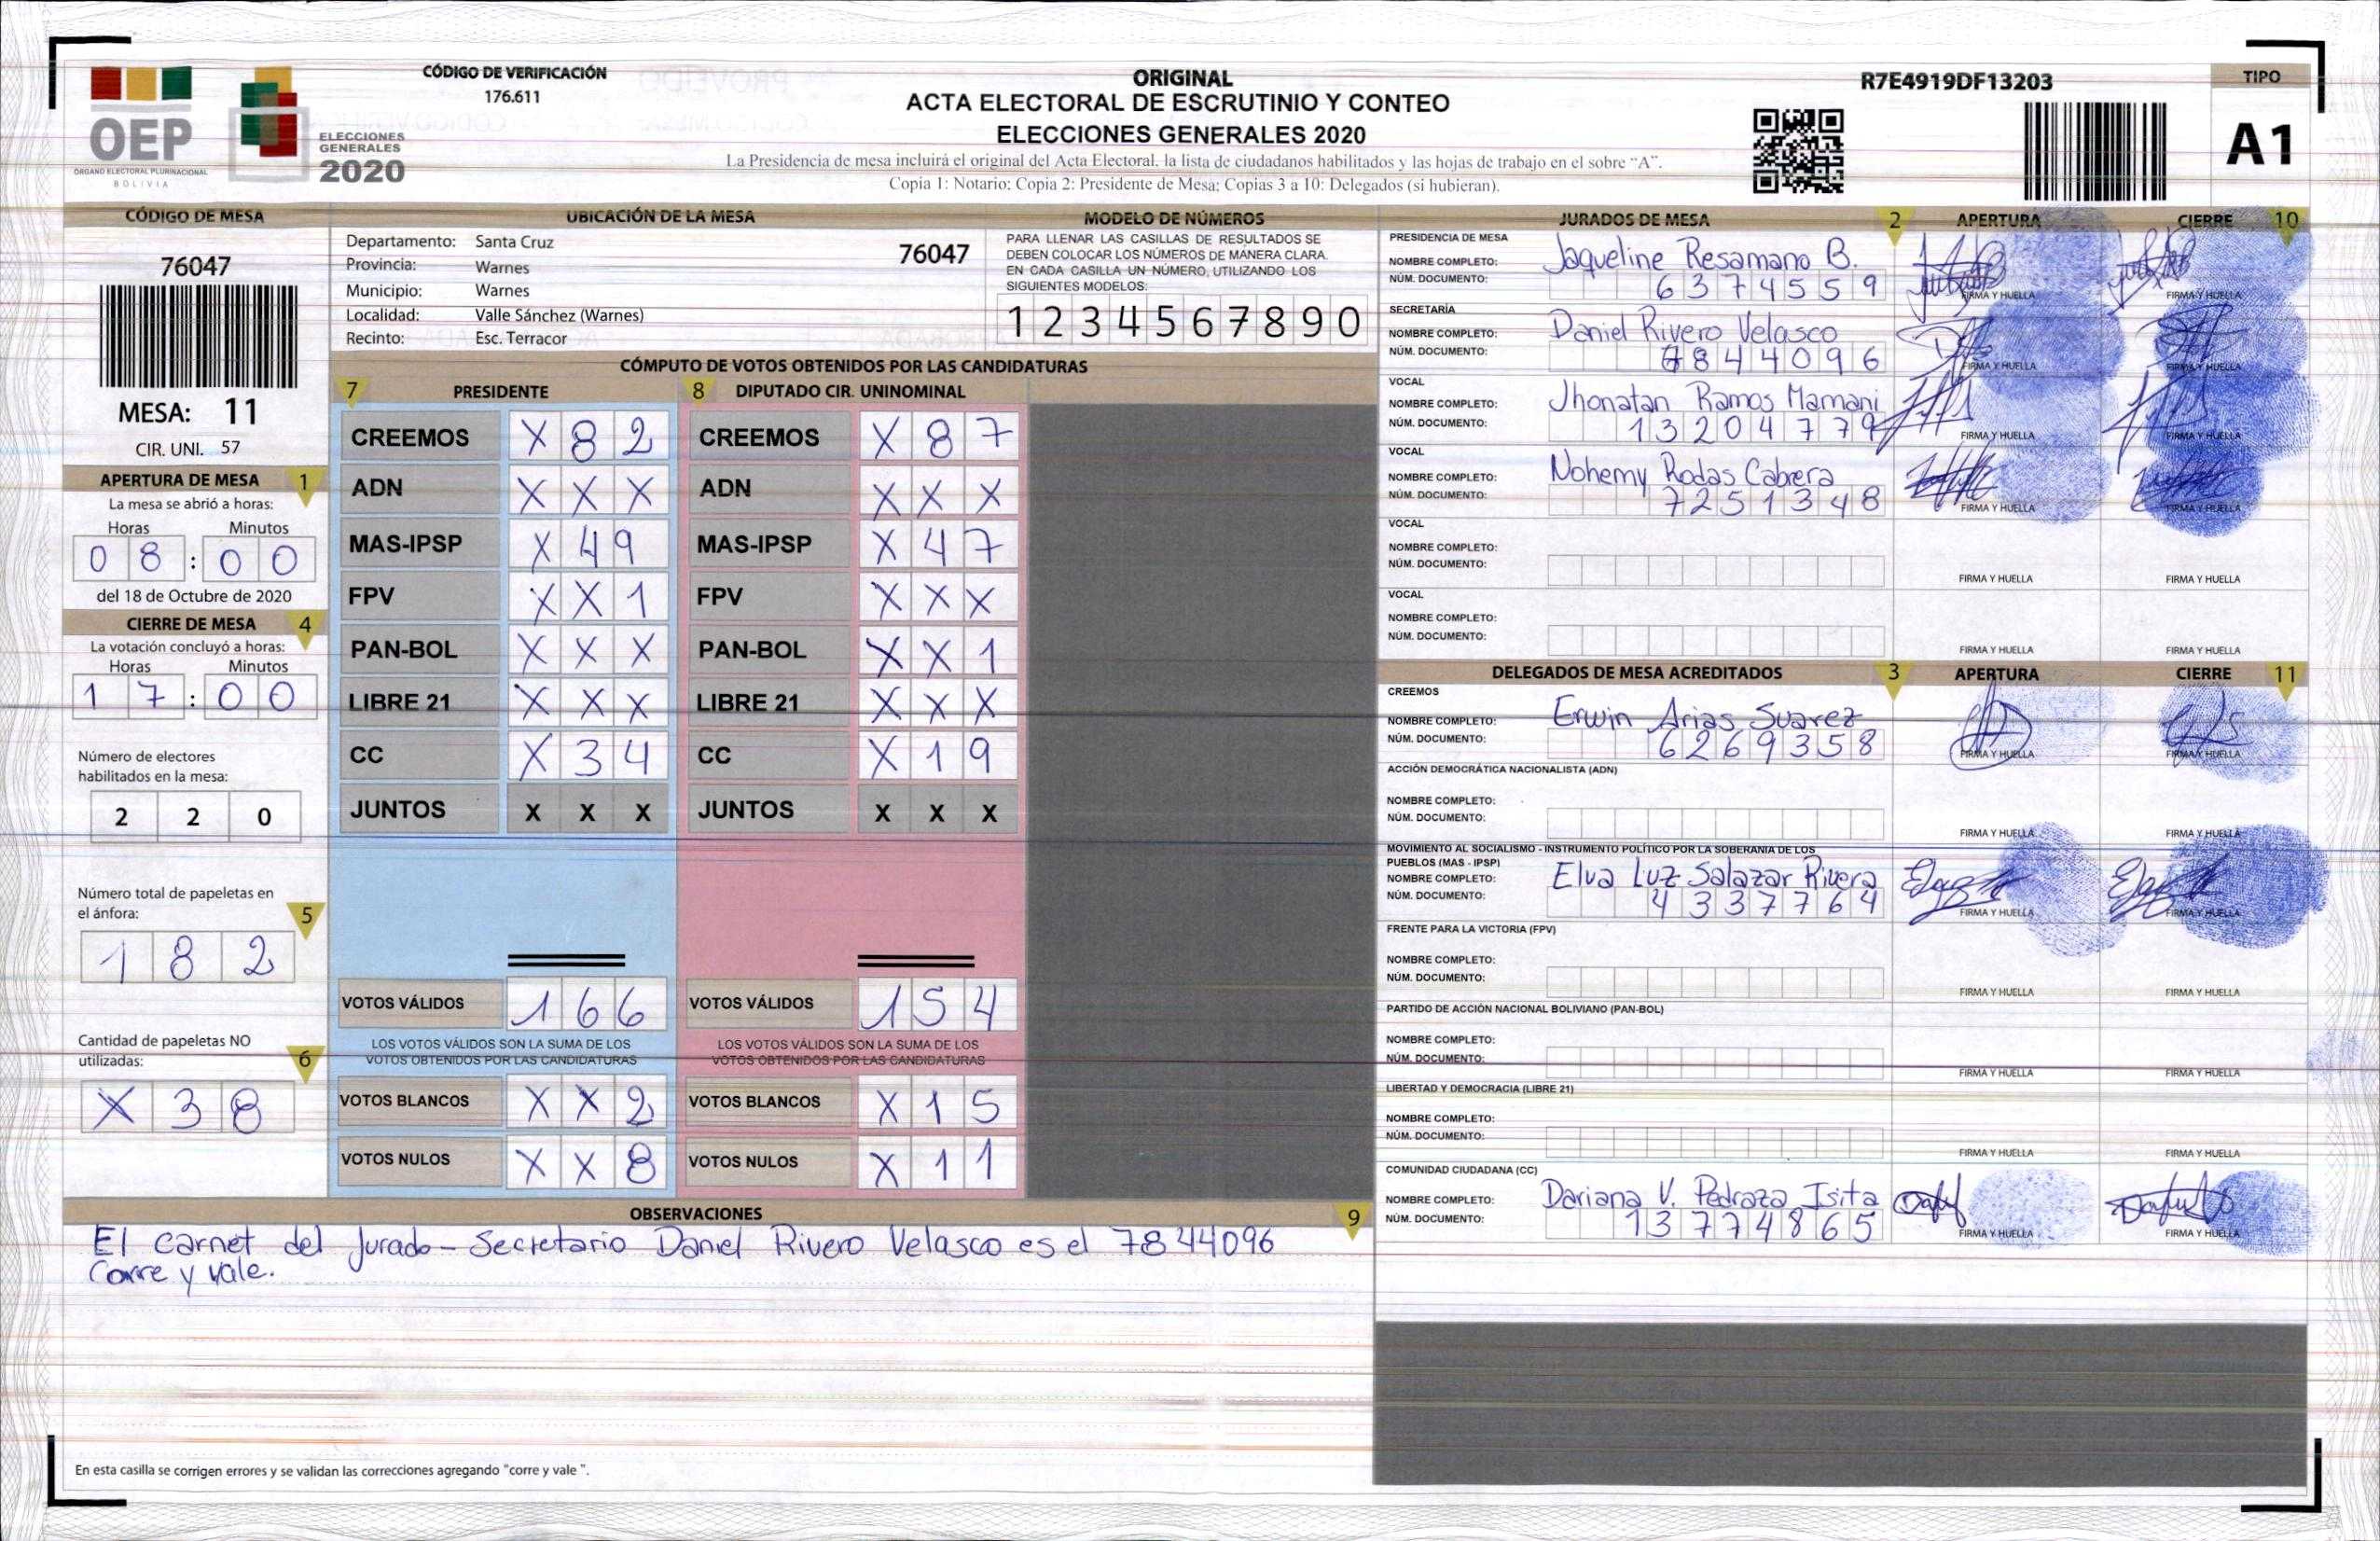 OEP
ÓRGANO ELECTORAL PLURINACIONAL
BOLIVIA
ELECCIONES
GENERALES
2020
CÓDIGO DE VERIFICACIÓN
176.611
ORIGINAL
ACTA ELECTORAL DE ESCRUTINIO Y CONTEO
ELECCIONES GENERALES 2020
La Presidencia de mesa incluirá el original del Acta Electoral, la lista de ciudadanos habilitados y las hojas de trabajo en el sobre “A”.
Copia 1: Notario; Copia 2: Presidente de Mesa; Copias 3 a 10: Delegados (si hubieran).
R7E4919DF13203
TIPO
A1
CÓDIGO DE MESA
76047
MESA: 11
CIR. UNI. 57
APERTURA DE MESA 1
La mesa se abrió a horas:
Horas Minutos
0 8 : 0 0
del 18 de Octubre de 2020
CIERRE DE MESA 4
La votación concluyó a horas:
Horas Minutos
1 7 : 0 0
Número de electores
habilitados en la mesa:
2 2 0
Número total de papeletas en
el ánfora: 5
1 8 2
Cantidad de papeletas NO
utilizadas: 6
X 3 8
UBICACIÓN DE LA MESA
Departamento: Santa Cruz 76047
Provincia: Warnes
Municipio: Warnes
Localidad: Valle Sánchez (Warnes)
Recinto: Esc. Terracor
MODELO DE NÚMEROS
PARA LLENAR LAS CASILLAS DE RESULTADOS SE
DEBEN COLOCAR LOS NÚMEROS DE MANERA CLARA.
EN CADA CASILLA UN NÚMERO, UTILIZANDO LOS
SIGUIENTES MODELOS:
1 2 3 4 5 6 7 8 9 0
CÓMPUTO DE VOTOS OBTENIDOS POR LAS CANDIDATURAS
7 PRESIDENTE 8 DIPUTADO CIR. UNINOMINAL
CREEMOS X 8 2 CREEMOS X 8 7
ADN X X X ADN X X X
MAS-IPSP X 4 9 MAS-IPSP X 4 7
FPV X X 1 FPV X X X
PAN-BOL X X X PAN-BOL X X 1
LIBRE 21 X X X LIBRE 21 X X X
CC X 3 4 CC X 1 9
JUNTOS X X X JUNTOS X X X
VOTOS VÁLIDOS 1 6 6 VOTOS VÁLIDOS 1 5 4
LOS VOTOS VÁLIDOS SON LA SUMA DE LOS LOS VOTOS VÁLIDOS SON LA SUMA DE LOS
VOTOS OBTENIDOS POR LAS CANDIDATURAS VOTOS OBTENIDOS POR LAS CANDIDATURAS
VOTOS BLANCOS X X 2 VOTOS BLANCOS X 1 5
VOTOS NULOS X X 8 VOTOS NULOS X 1 1
OBSERVACIONES 9
El carnet del jurado-Secretario Daniel Rivero Velasco es el 7844096
Corre y vale.
En esta casilla se corrigen errores y se validan las correcciones agregando "corre y vale ".
JURADOS DE MESA 2 APERTURA CIERRE 10
PRESIDENCIA DE MESA
NOMBRE COMPLETO: Jaqueline Resamano B.
NÚM. DOCUMENTO: 6374559
FIRMA Y HUELLA FIRMA Y HUELLA
SECRETARÍA
NOMBRE COMPLETO: Daniel Rivero Velasco
NÚM. DOCUMENTO: 7844096
FIRMA Y HUELLA FIRMA Y HUELLA
VOCAL
NOMBRE COMPLETO: Jhonatan Ramos Mamani
NÚM. DOCUMENTO: 13204779
FIRMA Y HUELLA FIRMA Y HUELLA
VOCAL
NOMBRE COMPLETO: Nohemy Rodas Cabrera
NÚM. DOCUMENTO: 7251348
FIRMA Y HUELLA FIRMA Y HUELLA
VOCAL
NOMBRE COMPLETO:
NÚM. DOCUMENTO:
FIRMA Y HUELLA FIRMA Y HUELLA
VOCAL
NOMBRE COMPLETO:
NÚM. DOCUMENTO:
FIRMA Y HUELLA FIRMA Y HUELLA
DELEGADOS DE MESA ACREDITADOS 3 APERTURA CIERRE 11
CREEMOS
NOMBRE COMPLETO: Erwin Arias Suarez
NÚM. DOCUMENTO: 6269358
FIRMA Y HUELLA FIRMA Y HUELLA
ACCIÓN DEMOCRÁTICA NACIONALISTA (ADN)
NOMBRE COMPLETO:
NÚM. DOCUMENTO:
FIRMA Y HUELLA FIRMA Y HUELLA
MOVIMIENTO AL SOCIALISMO - INSTRUMENTO POLÍTICO POR LA SOBERANÍA DE LOS
PUEBLOS (MAS - IPSP)
NOMBRE COMPLETO: Elva Luz Salazar Rivera
NÚM. DOCUMENTO: 4337764
FIRMA Y HUELLA FIRMA Y HUELLA
FRENTE PARA LA VICTORIA (FPV)
NOMBRE COMPLETO:
NÚM. DOCUMENTO:
FIRMA Y HUELLA FIRMA Y HUELLA
PARTIDO DE ACCIÓN NACIONAL BOLIVIANO (PAN-BOL)
NOMBRE COMPLETO:
NÚM. DOCUMENTO:
FIRMA Y HUELLA FIRMA Y HUELLA
LIBERTAD Y DEMOCRACIA (LIBRE 21)
NOMBRE COMPLETO:
NÚM. DOCUMENTO:
FIRMA Y HUELLA FIRMA Y HUELLA
COMUNIDAD CIUDADANA (CC)
NOMBRE COMPLETO: Dariana V. Pedraza Isita
NÚM. DOCUMENTO: 13774865
FIRMA Y HUELLA FIRMA Y HUELLA